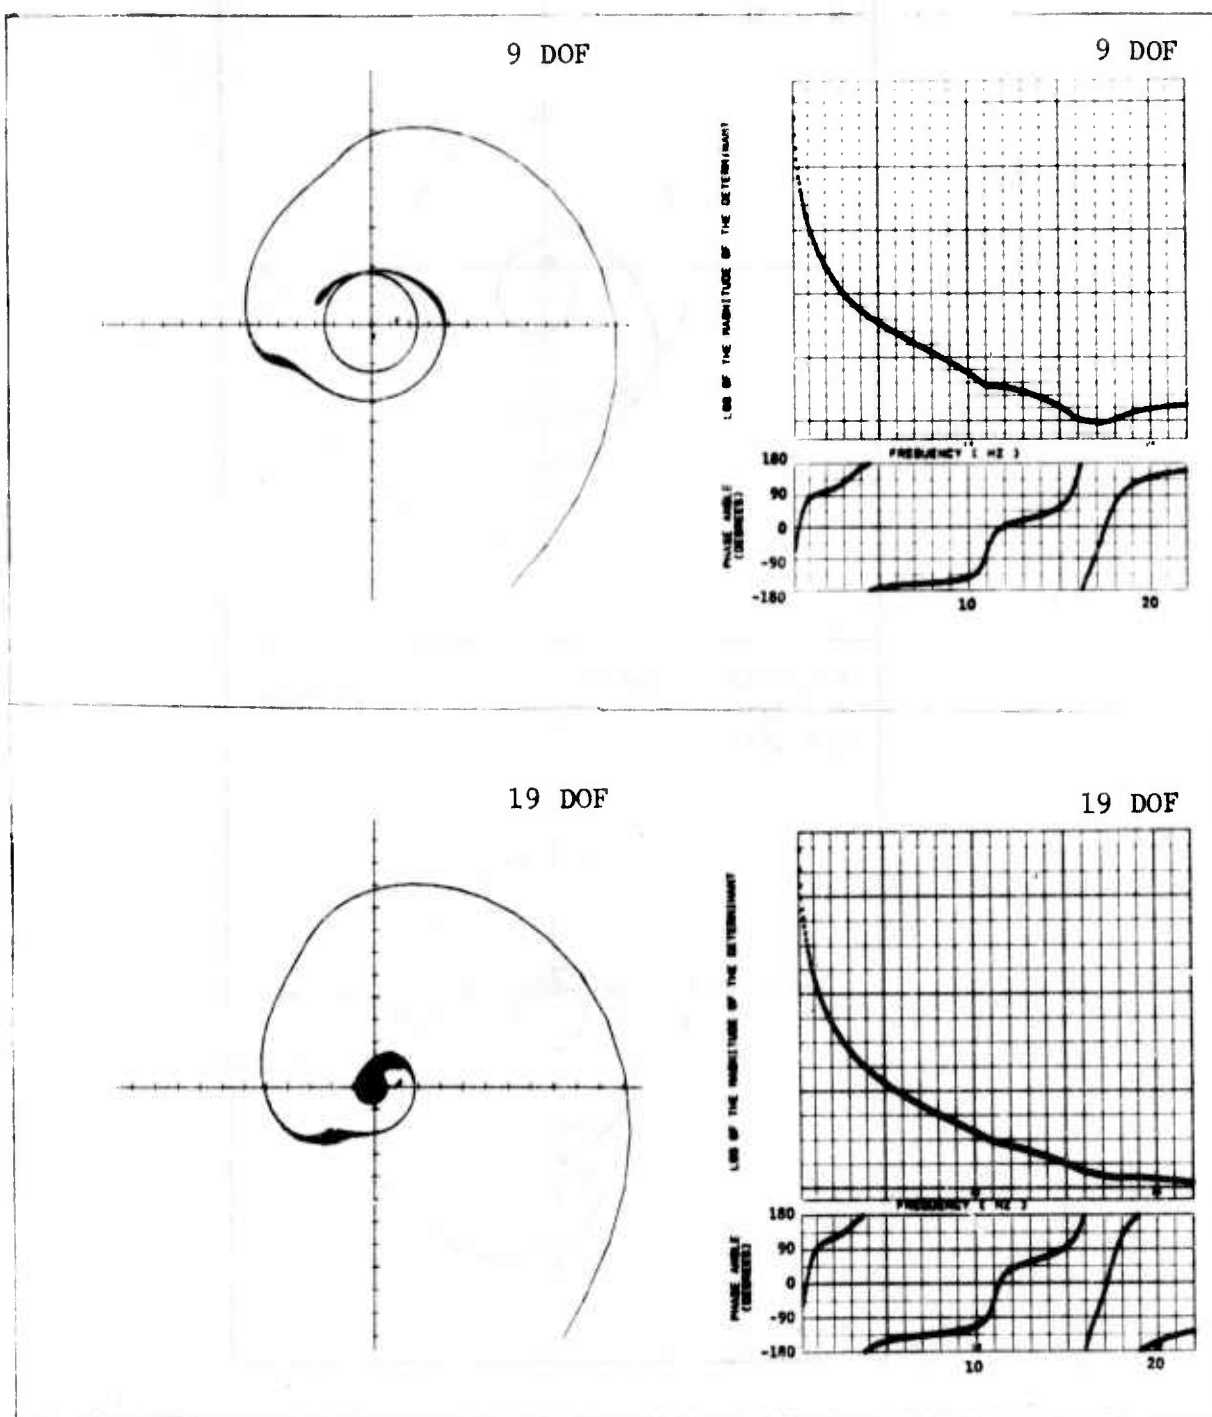 9 DOF
9 DOF
LOG OF THE MAGNITUDE OF THE DETERMINANT
FREQUENCY ( HZ )
180
90
0
-90
-180
PHASE ANGLE
(DEGREES)
10
20
19 DOF
19 DOF
LOG OF THE MAGNITUDE OF THE DETERMINANT
FREQUENCY ( HZ )
180
90
0
-90
-180
PHASE ANGLE
(DEGREES)
10
20